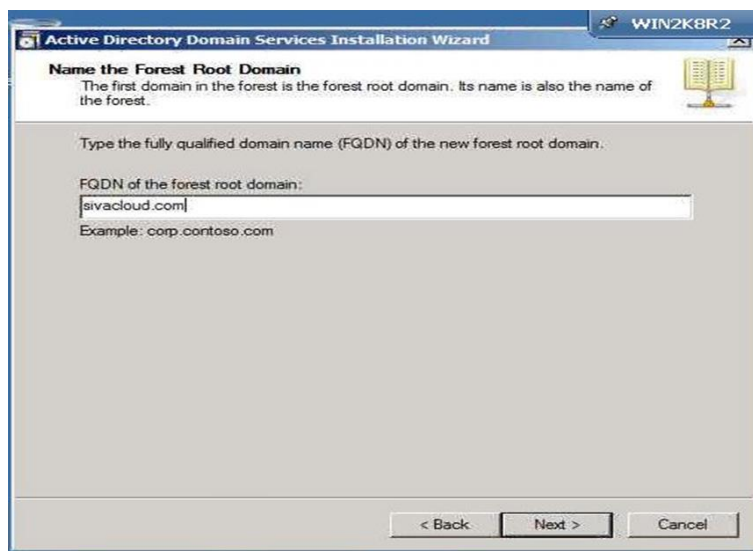 WIN2K8R2
Active Directory Domain Services Installation Wizard
Name the Forest Root Domain
The first domain in the forest is the forest root domain. Its name is also the name of
the forest.
Type the fully qualified domain name (FQDN) of the new forest root domain.
FQDN of the forest root domain:
sivacloud.com
Example: corp.contoso.com
< Back
Next >
Cancel